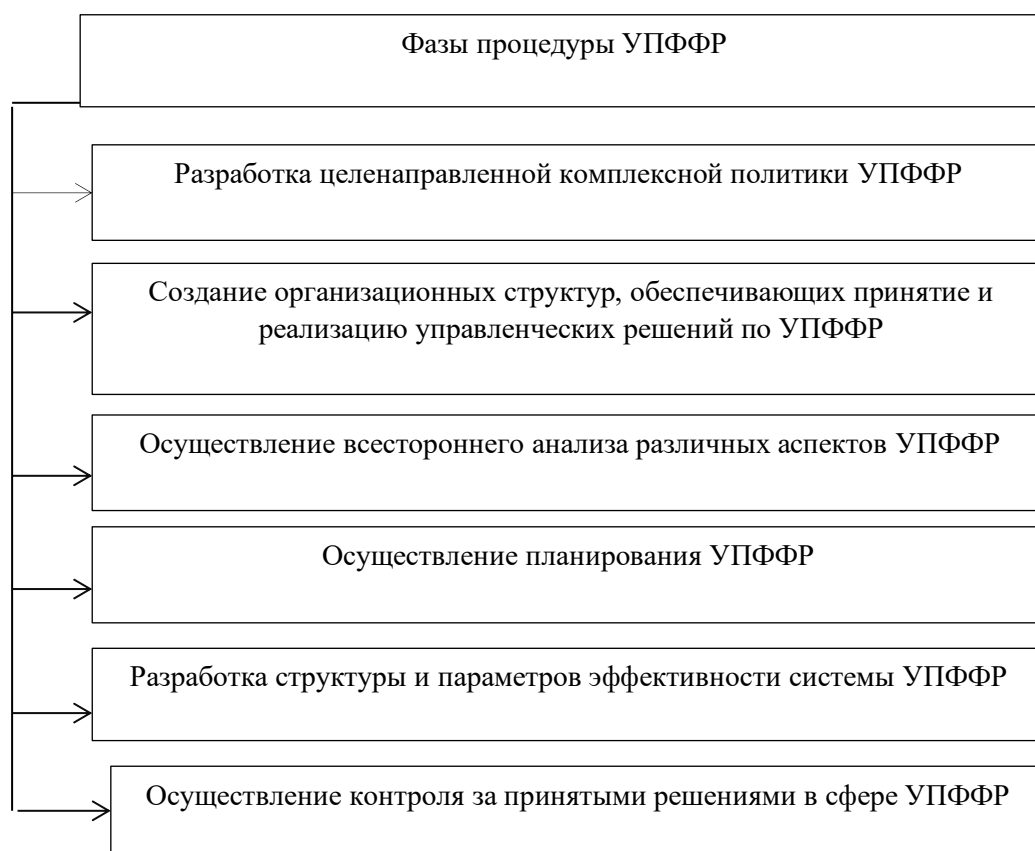 Фазы процедуры УПФФР
Разработка целенаправленной комплексной политики УПФФР
Создание организационных структур, обеспечивающих принятие и
реализацию управленческих решений по УПФФР
Осуществление всестороннего анализа различных аспектов УПФФР
Осуществление планирования УПФФР
Разработка структуры и параметров эффективности системы УПФФР
Осуществление контроля за принятыми решениями в сфере УПФФР